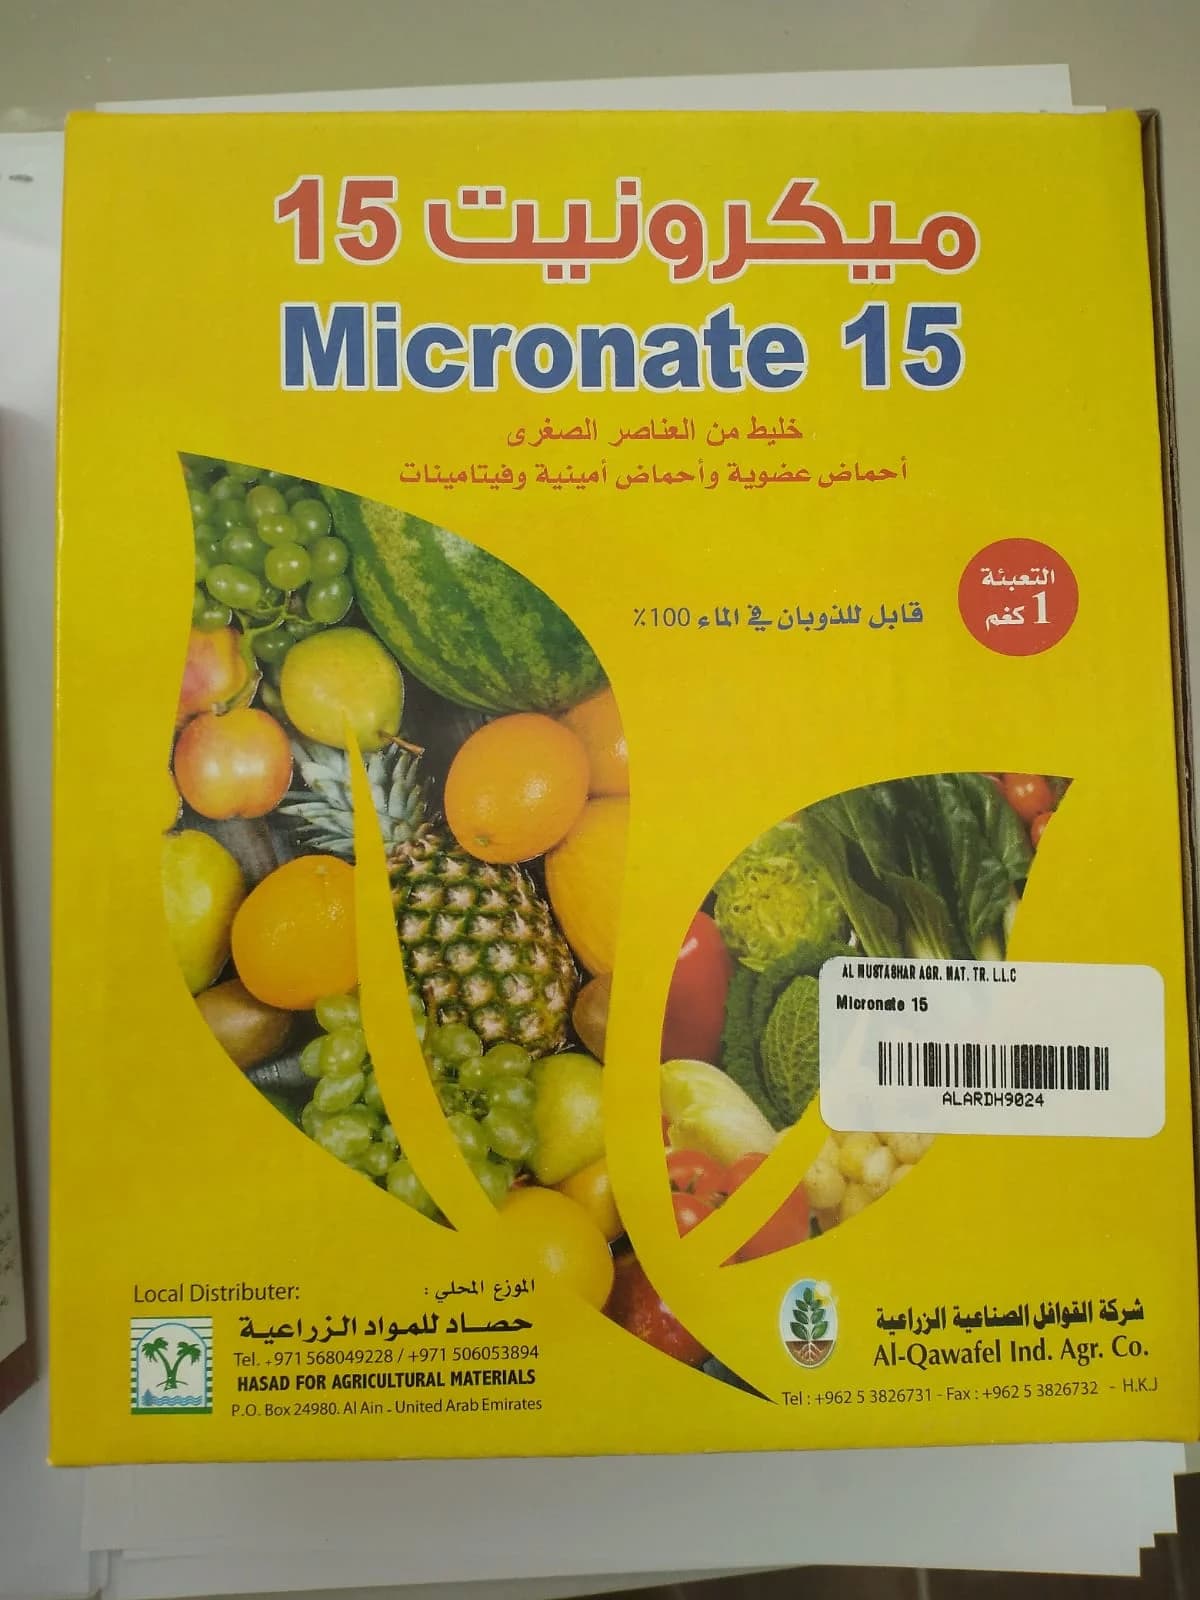 ميكرونيت 15
Micronate 15
خليط من العناصر الصغرى
أحماض عضوية وأحماض أمينية وفيتامينات
التعبئة
1 كغم
قابل للذوبان في الماء 100٪
AL MUSTASHAR AGR. MAT. TR. L.L.C
Micronate 15
ALARDH9024
Local Distributer:
الموزع المحلي :
حصاد للمواد الزراعية
Tel. +971 568049228 / +971 506053894
HASAD FOR AGRICULTURAL MATERIALS
P.O. Box 24980. Al Ain - United Arab Emirates
شركة القوافل الصناعية الزراعية
Al-Qawafel Ind. Agr. Co.
Tel : +962 5 3826731 - Fax : +962 5 3826732 - H.K.J